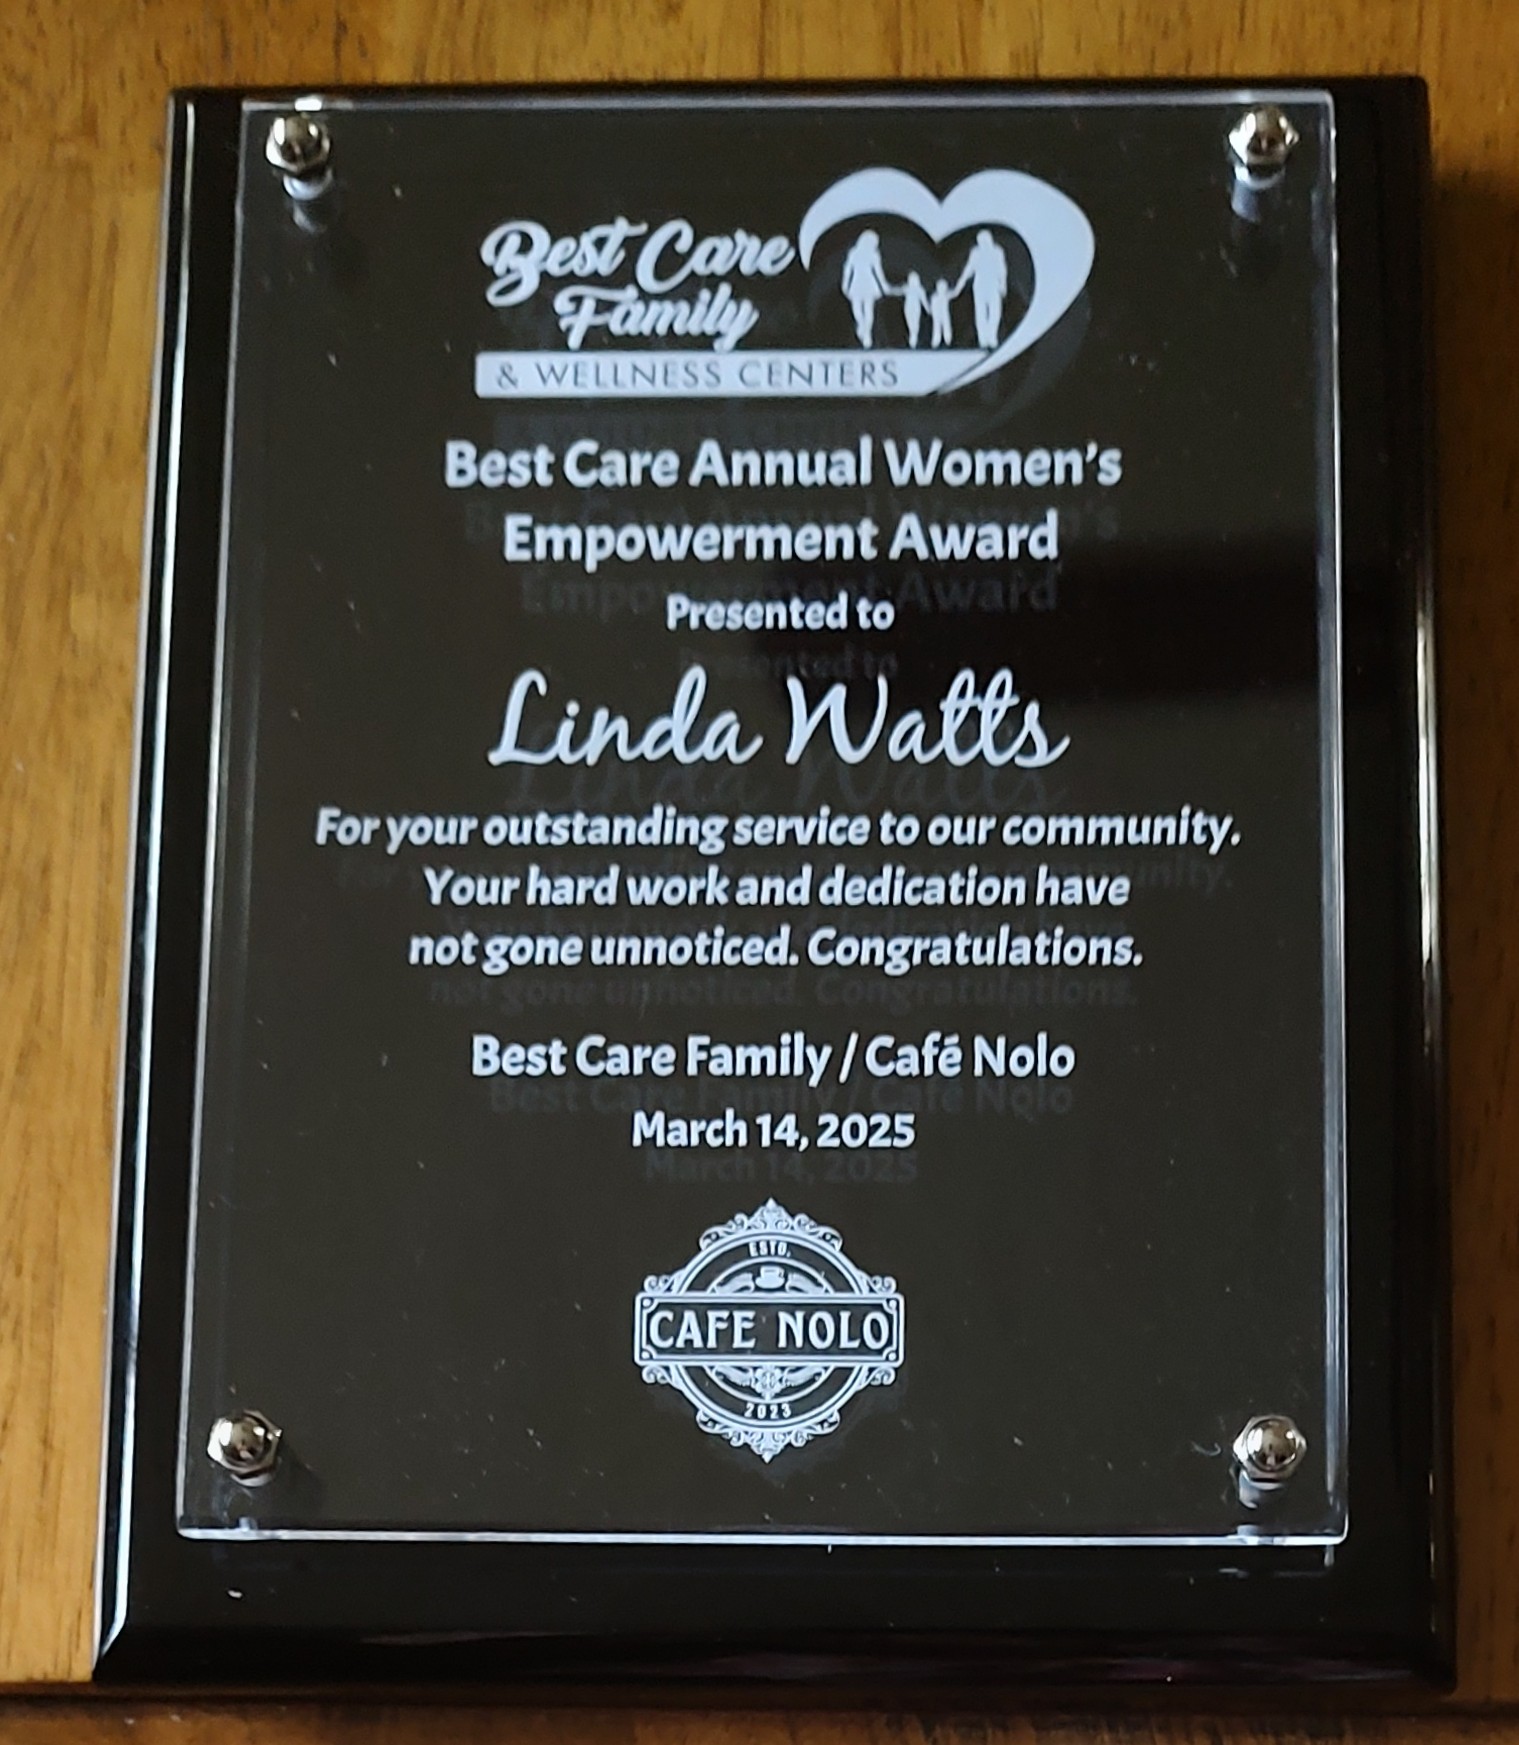 Best Care
Family
& WELLNESS CENTERS
Best Care Annual Women's
Empowerment Award
Presented to
Linda Watts
For your outstanding service to our community.
Your hard work and dedication have
not gone unnoticed. Congratulations.
Best Care Family / Café Nolo
March 14, 2025
ESTD.
CAFE NOLO
2023